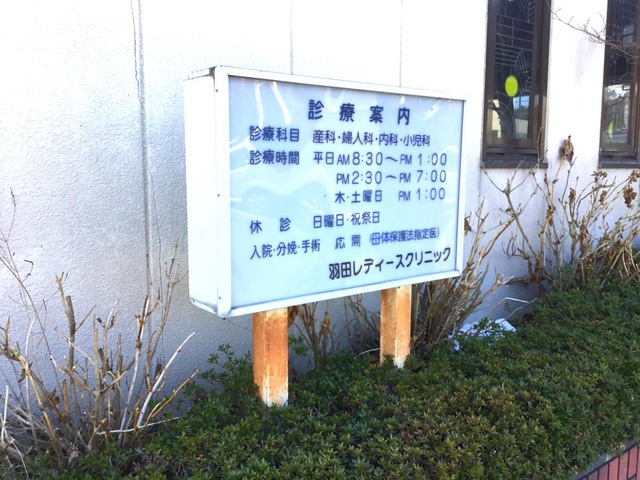 診療案内
診療科目 産科・婦人科・内科・小児科
診療時間 平日 AM 8:30～PM 1:00
PM 2:30～PM 7:00
木・土曜日 PM 1:00
休診 日曜日・祝祭日
入院・分娩・手術 応需 (母体保護法指定医)
羽田レディースクリニック